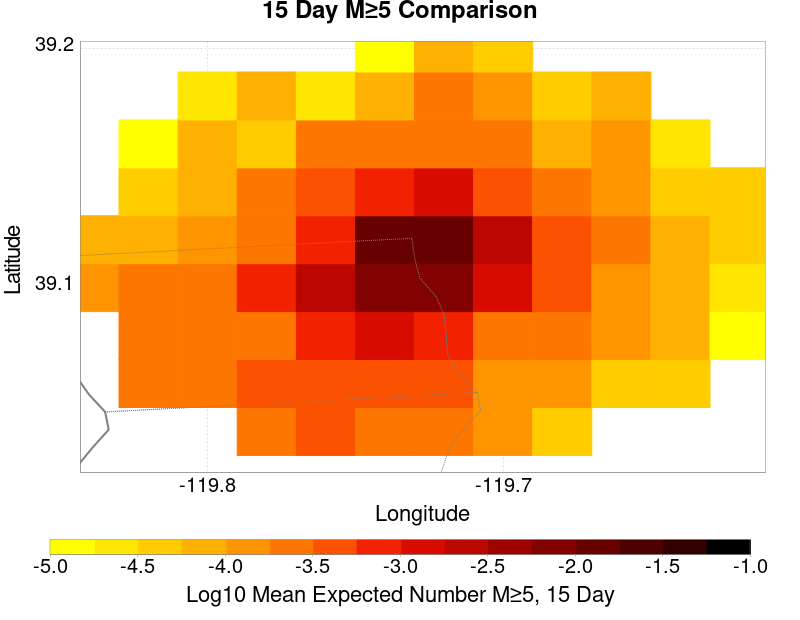 15 Day M≥5 Comparison
39.2
39.1
Latitude
-119.8 -119.7
Longitude
-5.0 -4.5 -4.0 -3.5 -3.0 -2.5 -2.0 -1.5 -1.0
Log10 Mean Expected Number M≥5, 15 Day